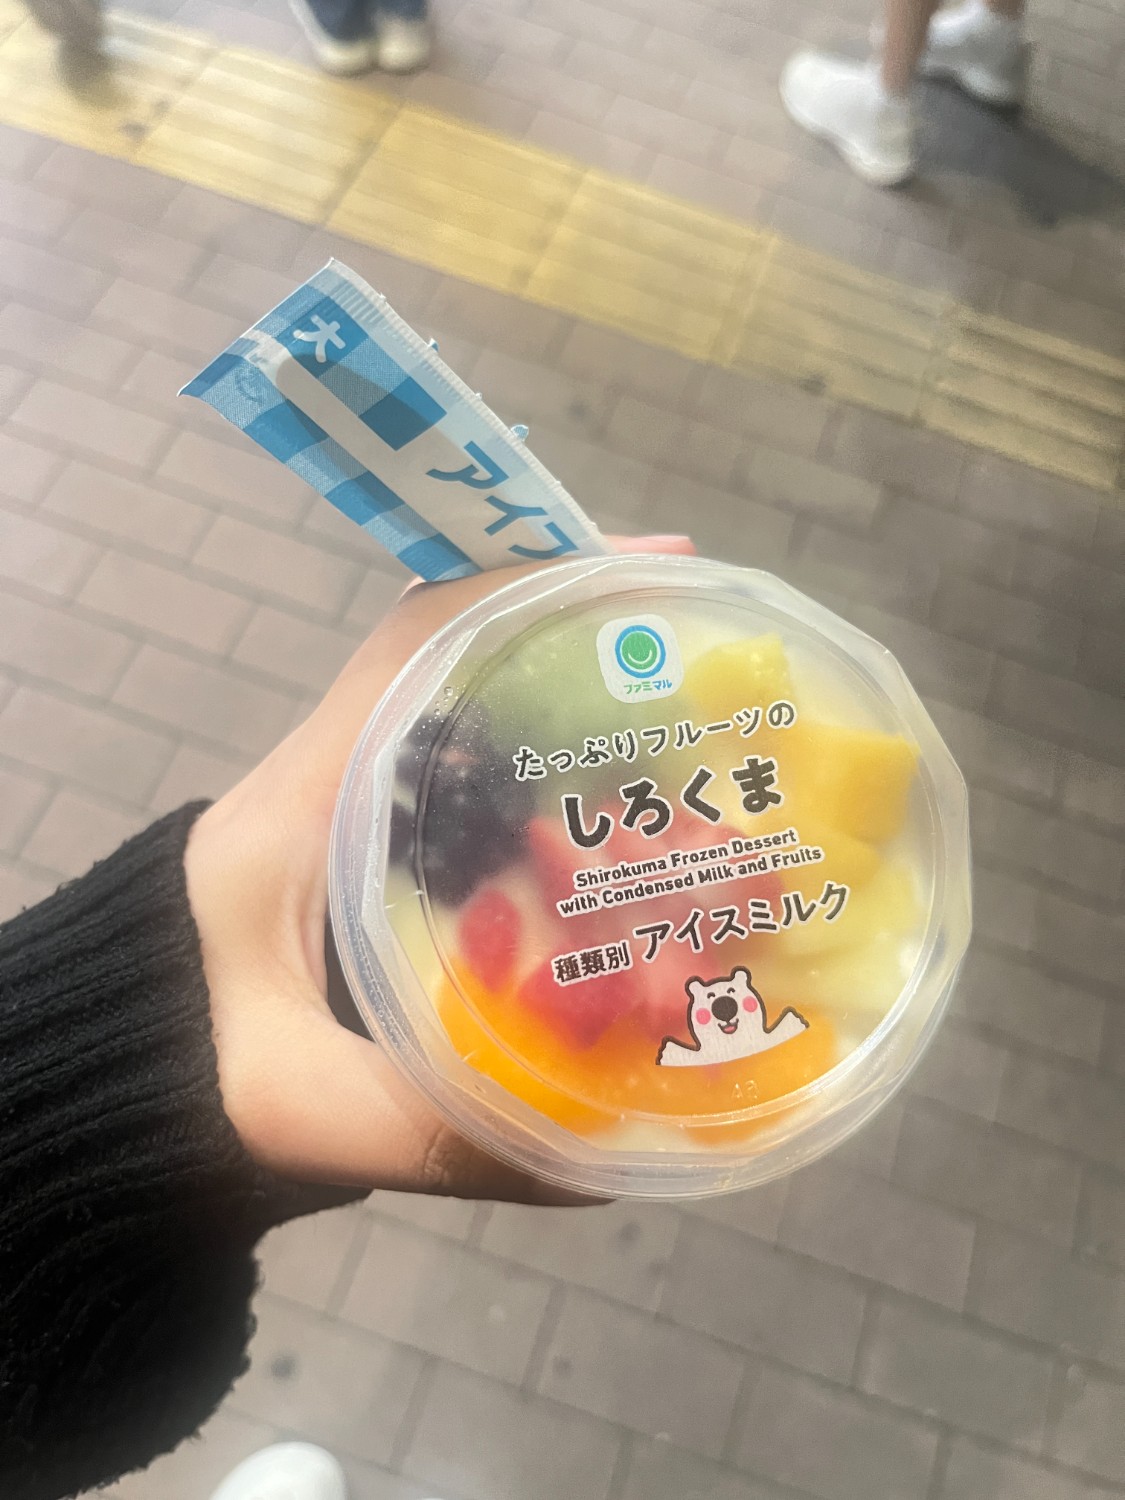 大
アイス
ファミマル
たっぷりフルーツの
しろくま
Shirokuma Frozen Dessert
with Condensed Milk and Fruits
種類別 アイスミルク